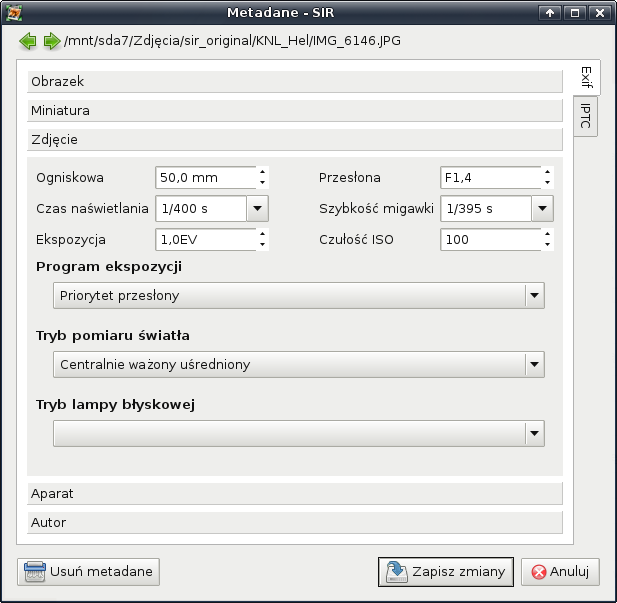 Metadane - SIR
/mnt/sda7/Zdjęcia/sir_original/KNL_Hel/IMG_6146.JPG
Exif
IPTC
Obrazek
Miniatura
Zdjęcie
Ogniskowa 50,0 mm Przesłona F1,4
Czas naświetlania 1/400 s Szybkość migawki 1/395 s
Ekspozycja 1,0EV Czułość ISO 100
Program ekspozycji
Priorytet przesłony
Tryb pomiaru światła
Centralnie ważony uśredniony
Tryb lampy błyskowej
Aparat
Autor
Usuń metadane Zapisz zmiany Anuluj